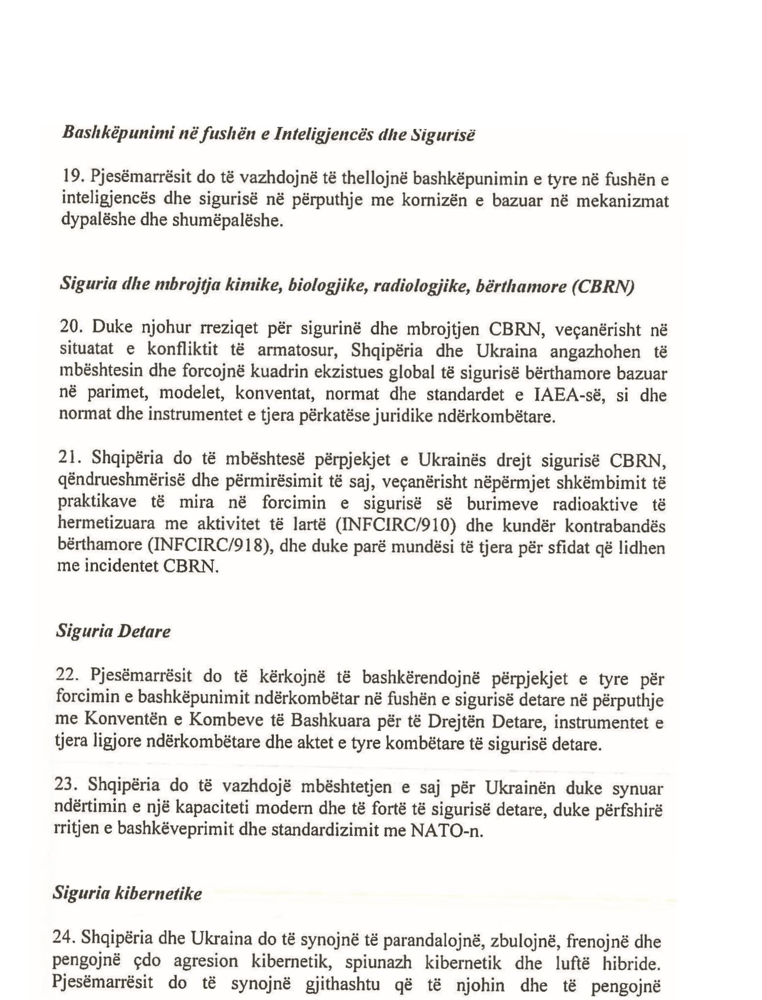 Bashkëpunimi në fushën e Inteligjencës dhe Sigurisë
19. Pjesëmarrësit do të vazhdojnë të thellojnë bashkëpunimin e tyre në fushën e
inteligjencës dhe sigurisë në përputhje me kornizën e bazuar në mekanizmat
dypalëshe dhe shumëpalëshe.
Siguria dhe mbrojtja kimike, biologjike, radiologjike, bërthamore (CBRN)
20. Duke njohur rreziqet për sigurinë dhe mbrojtjen CBRN, veçanërisht në
situatat e konfliktit të armatosur, Shqipëria dhe Ukraina angazhohen të
mbështesin dhe forcojnë kuadrin ekzistues global të sigurisë bërthamore bazuar
në parimet, modelet, konventat, normat dhe standardet e IAEA-së, si dhe
normat dhe instrumentet e tjera përkatëse juridike ndërkombëtare.
21. Shqipëria do të mbështesë përpjekjet e Ukrainës drejt sigurisë CBRN,
qëndrueshmërisë dhe përmirësimit të saj, veçanërisht nëpërmjet shkëmbimit të
praktikave të mira në forcimin e sigurisë së burimeve radioaktive të
hermetizuara me aktivitet të lartë (INFCIRC/910) dhe kundër kontrabandës
bërthamore (INFCIRC/918), dhe duke parë mundësi të tjera për sfidat që lidhen
me incidentet CBRN.
Siguria Detare
22. Pjesëmarrësit do të kërkojnë të bashkërendojnë përpjekjet e tyre për
forcimin e bashkëpunimit ndërkombëtar në fushën e sigurisë detare në përputhje
me Konventën e Kombeve të Bashkuara për të Drejtën Detare, instrumentet e
tjera ligjore ndërkombëtare dhe aktet e tyre kombëtare të sigurisë detare.
23. Shqipëria do të vazhdojë mbështetjen e saj për Ukrainën duke synuar
ndërtimin e një kapaciteti modern dhe të fortë të sigurisë detare, duke përfshirë
rritjen e bashkëveprimit dhe standardizimit me NATO-n.
Siguria kibernetike
24. Shqipëria dhe Ukraina do të synojnë të parandalojnë, zbulojnë, frenojnë dhe
pengojnë çdo agresion kibernetik, spiunazh kibernetik dhe luftë hibride.
Pjesëmarrësit do të synojnë gjithashtu që të njohin dhe të pengojnë